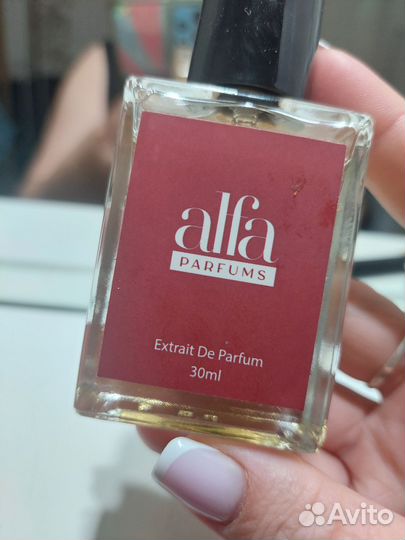 alfa
PARFUMS
Extrait De Parfum
30ml
Avito